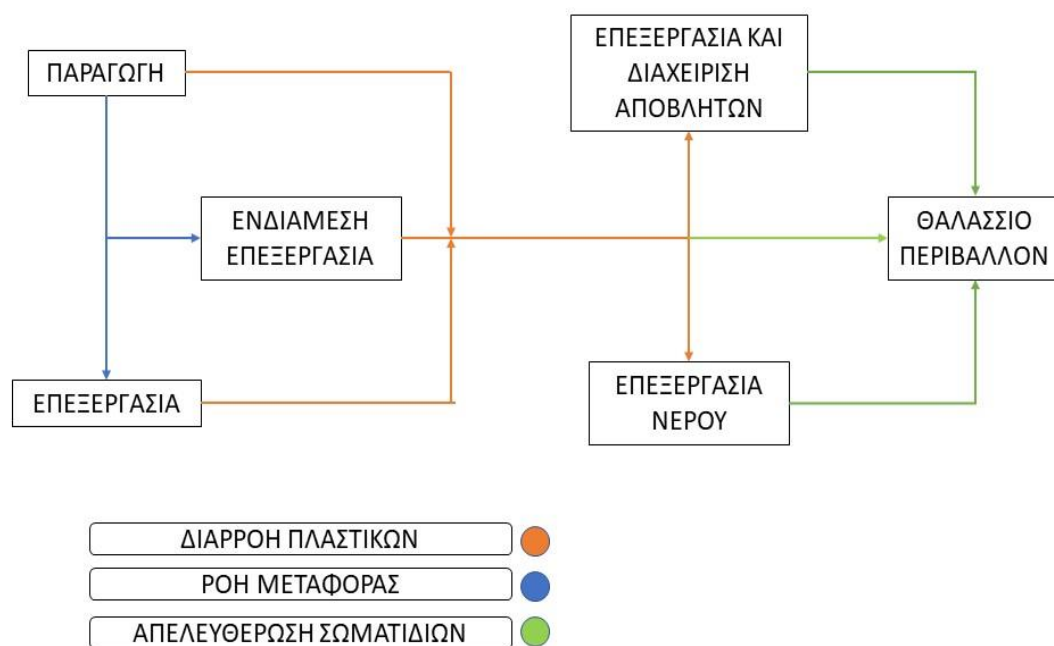 ΠΑΡΑΓΩΓΗ
ΕΝΔΙΑΜΕΣΗ
ΕΠΕΞΕΡΓΑΣΙΑ
ΕΠΕΞΕΡΓΑΣΙΑ
ΕΠΕΞΕΡΓΑΣΙΑ ΚΑΙ
ΔΙΑΧΕΙΡΙΣΗ
ΑΠΟΒΛΗΤΩΝ
ΕΠΕΞΕΡΓΑΣΙΑ
ΝΕΡΟΥ
ΘΑΛΑΣΣΙΟ
ΠΕΡΙΒΑΛΛΟΝ
ΔΙΑΡΡΟΗ ΠΛΑΣΤΙΚΩΝ
ΡΟΗ ΜΕΤΑΦΟΡΑΣ
ΑΠΕΛΕΥΘΕΡΩΣΗ ΣΩΜΑΤΙΔΙΩΝ